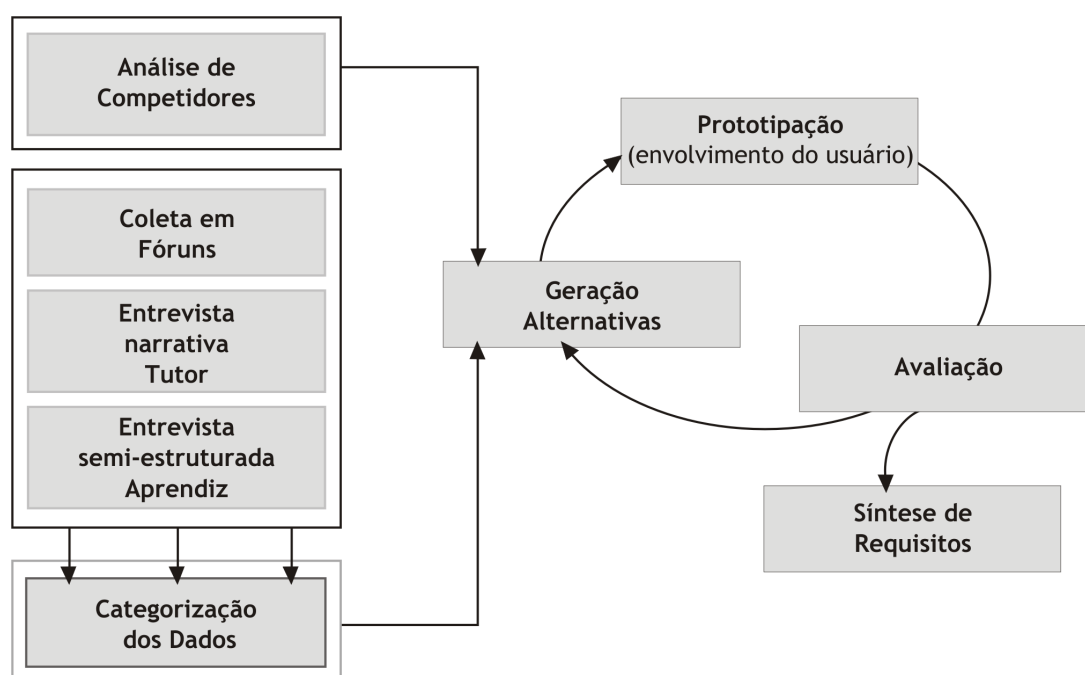 Análise de
Competidores
Coleta em
Fóruns
Entrevista
narrativa
Tutor
Entrevista
semi-estruturada
Aprendiz
Categorização
dos Dados
Geração
Alternativas
Prototipação
(envolvimento do usuário)
Avaliação
Síntese de
Requisitos